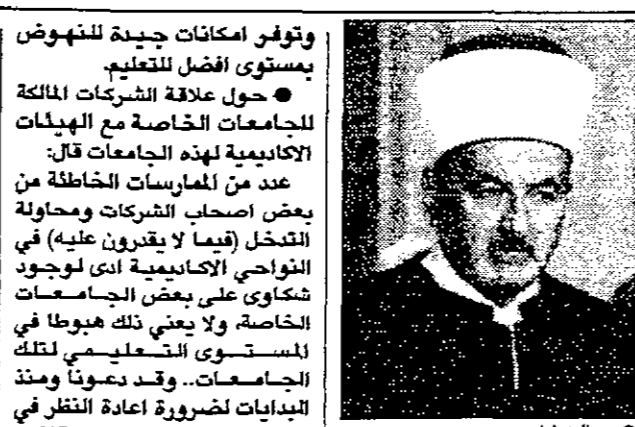 وتوفر امكانات جيدة للنهوض
بمستوى افضل للتعليم.
● حول علاقة الشركات المالكة
للجامعات الخاصة مع الهيئات
الاكاديمية لهذه الجامعات قال:
عدد من الممارسات الخاطئة من
بعض اصحاب الشركات ومحاولة
التدخل (فيما لا يقدرون عليه) في
النواحي الاكاديمية ادى لوجود
شكاوى على بعض الجامعات
الخاصة، ولا يعني ذلك هبوطا في
المستوى التعليمي لتلك
الجامعات.. وقد دعونا ومنذ
البدايات لضرورة اعادة النظر في